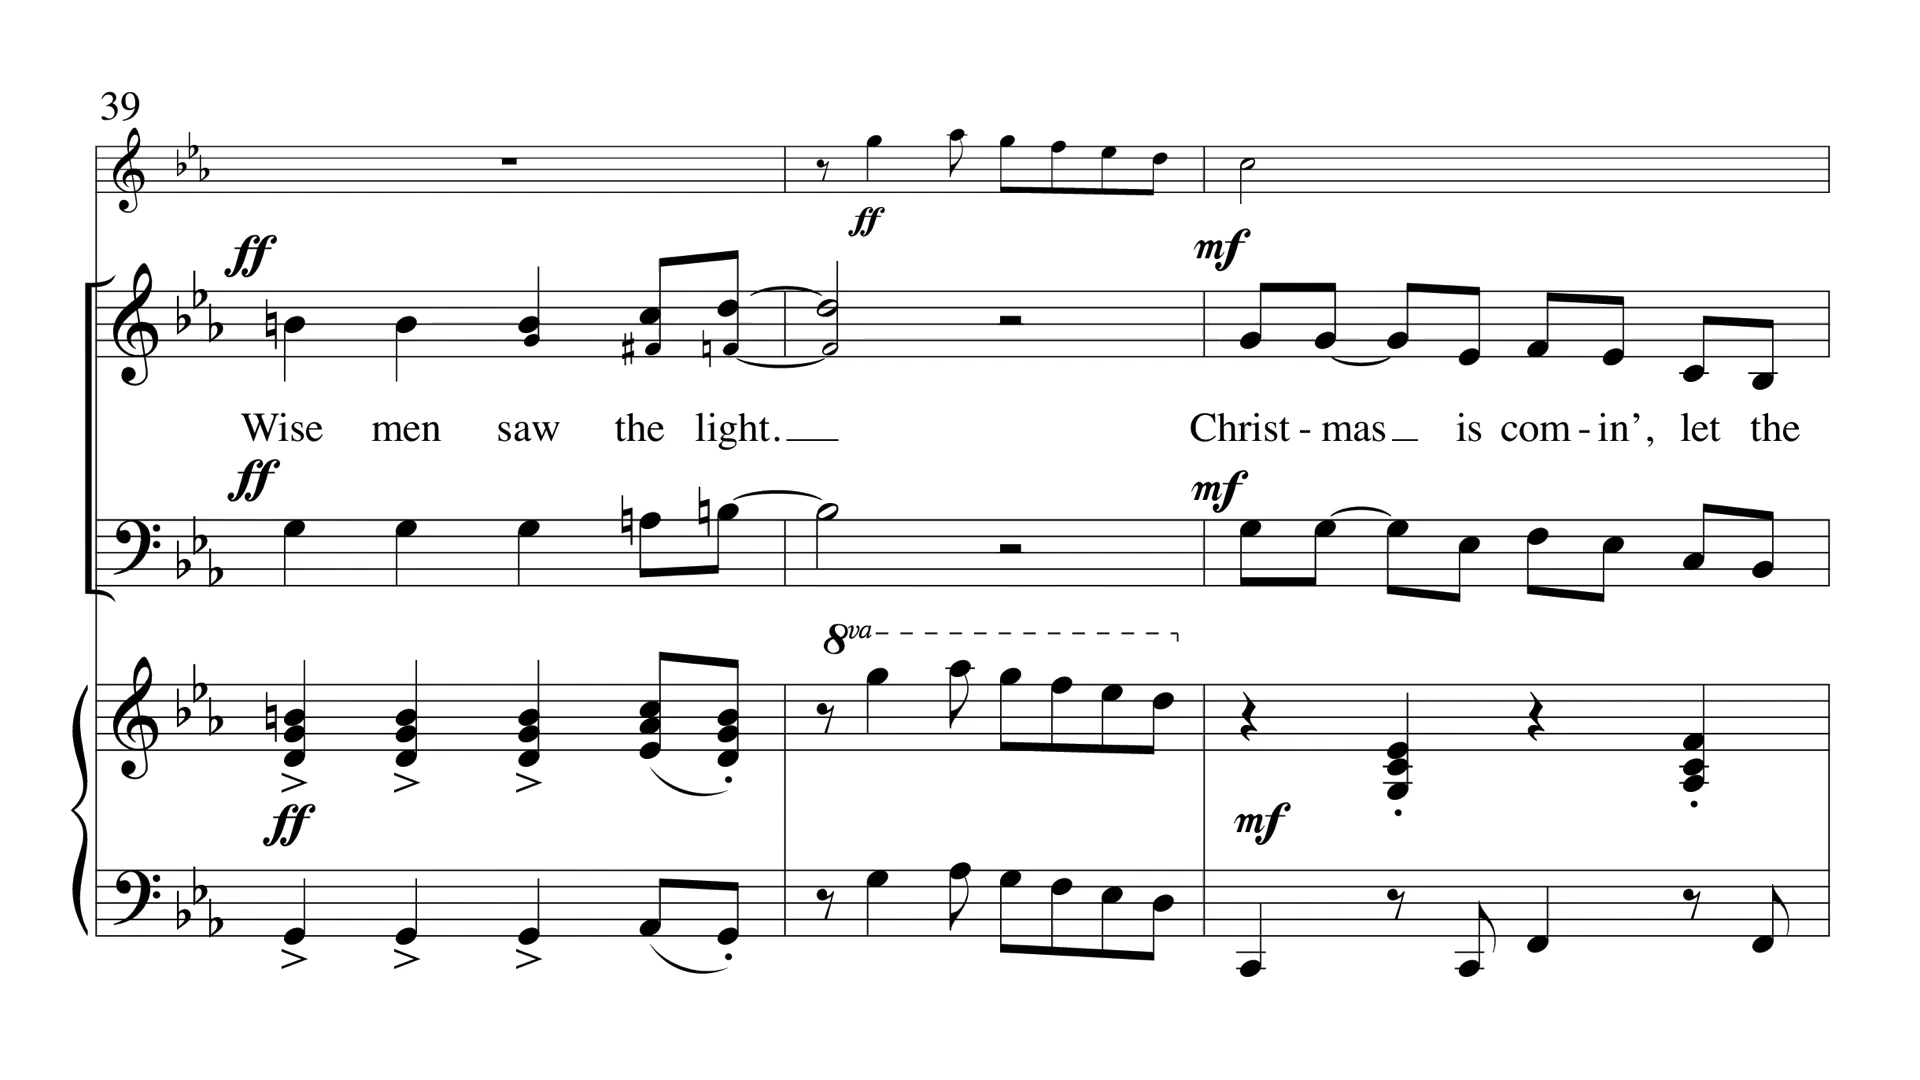 39
ff
ff
mf
Wise men saw the light. Christ - mas is com - in’, let the
ff
mf
8va
ff
mf